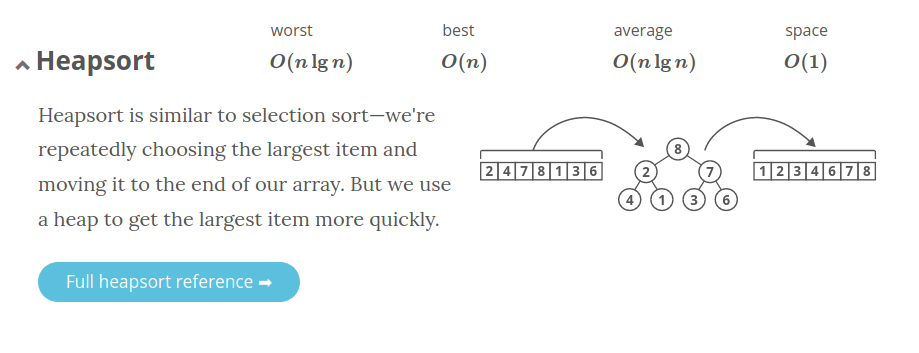 worst best average space
Heapsort O(n lg n) O(n) O(n lg n) O(1)
Heapsort is similar to selection sort—we're
repeatedly choosing the largest item and
moving it to the end of our array. But we use
a heap to get the largest item more quickly.
2 4 7 8 1 3 6
8
2 7
4 1 3 6
1 2 3 4 6 7 8
Full heapsort reference ➡